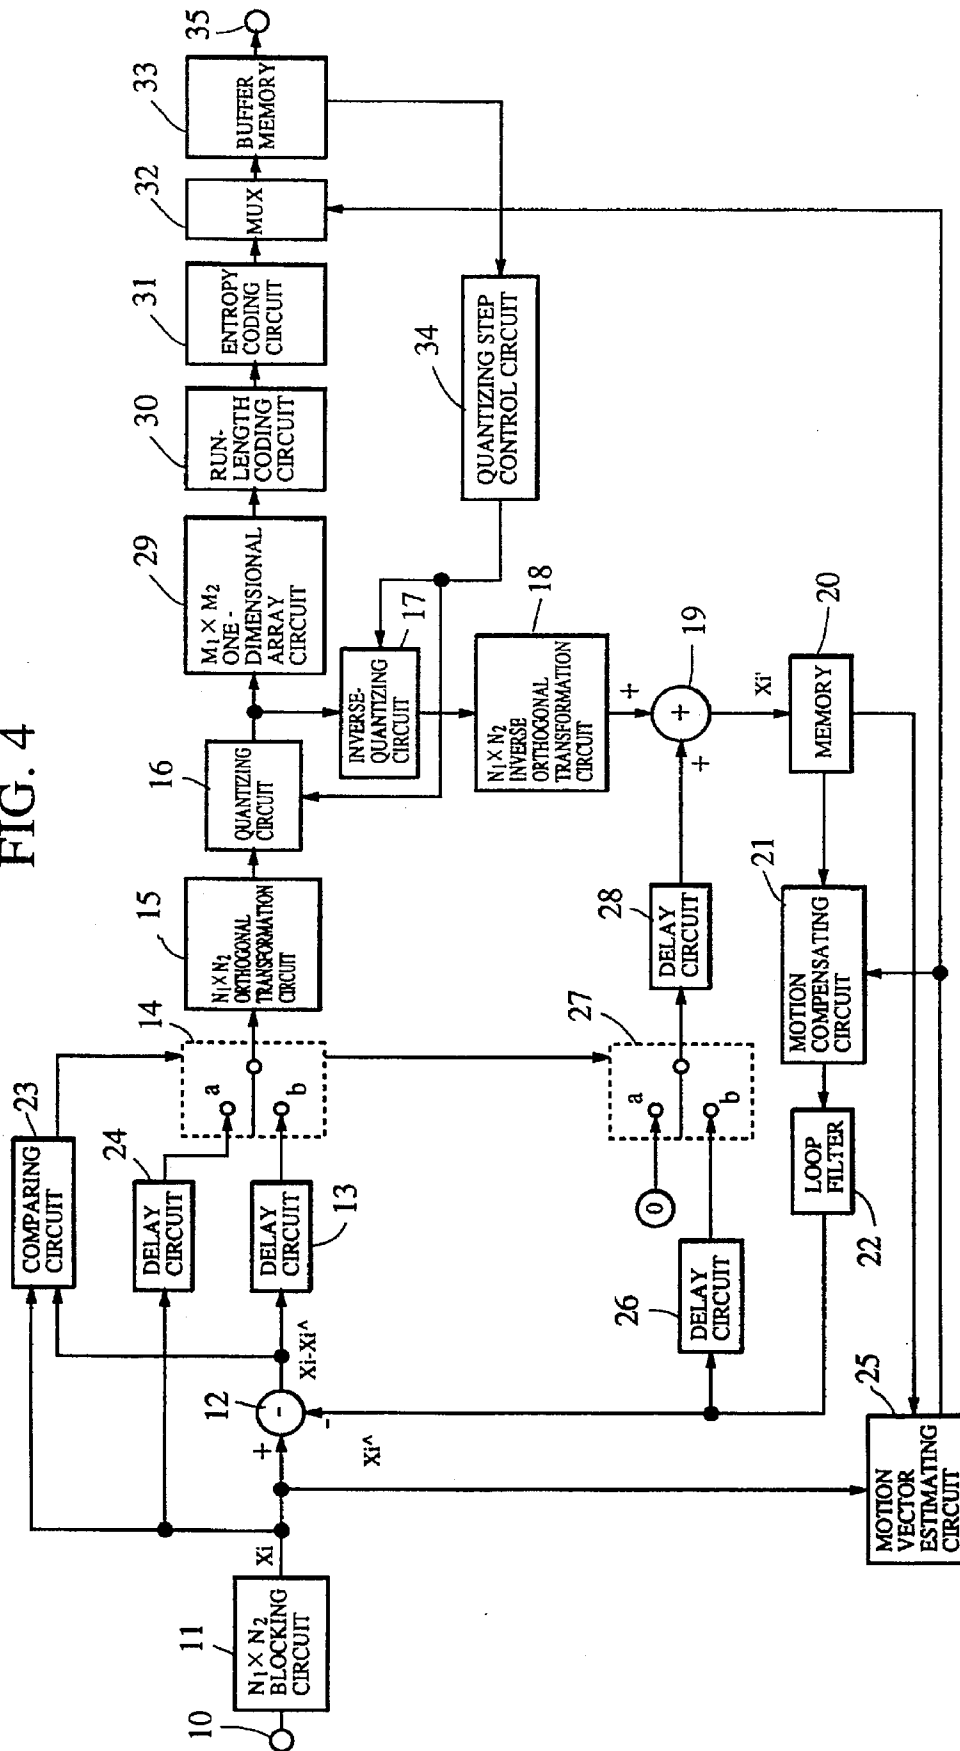 FIG. 4
10
11
N₁×N₂
BLOCKING
CIRCUIT
Xi
+
12
-
-
Xi^
Xi-Xi^
23
COMPARING
CIRCUIT
24
DELAY
CIRCUIT
DELAY
CIRCUIT
13
14
a
b
15
N₁×N₂
ORTHOGONAL
TRANSFORMATION
CIRCUIT
16
QUANTIZING
CIRCUIT
INVERSE-
QUANTIZING
CIRCUIT
17
29
M₁×M₂
ONE-
DIMENSIONAL
ARRAY
CIRCUIT
30
RUN-
LENGTH
CODING
CIRCUIT
31
ENTROPY
CODING
CIRCUIT
32
MUX
33
BUFFER
MEMORY
35
34
QUANTIZING STEP
CONTROL CIRCUIT
18
N₁×N₂
INVERSE
ORTHOGONAL
TRANSFORMATION
CIRCUIT
+
+
19
+
Xi'
20
MEMORY
21
MOTION
COMPENSATING
CIRCUIT
LOOP
FILTER
22
26
DELAY
CIRCUIT
0
27
a
b
28
DELAY
CIRCUIT
25
MOTION
VECTOR
ESTIMATING
CIRCUIT